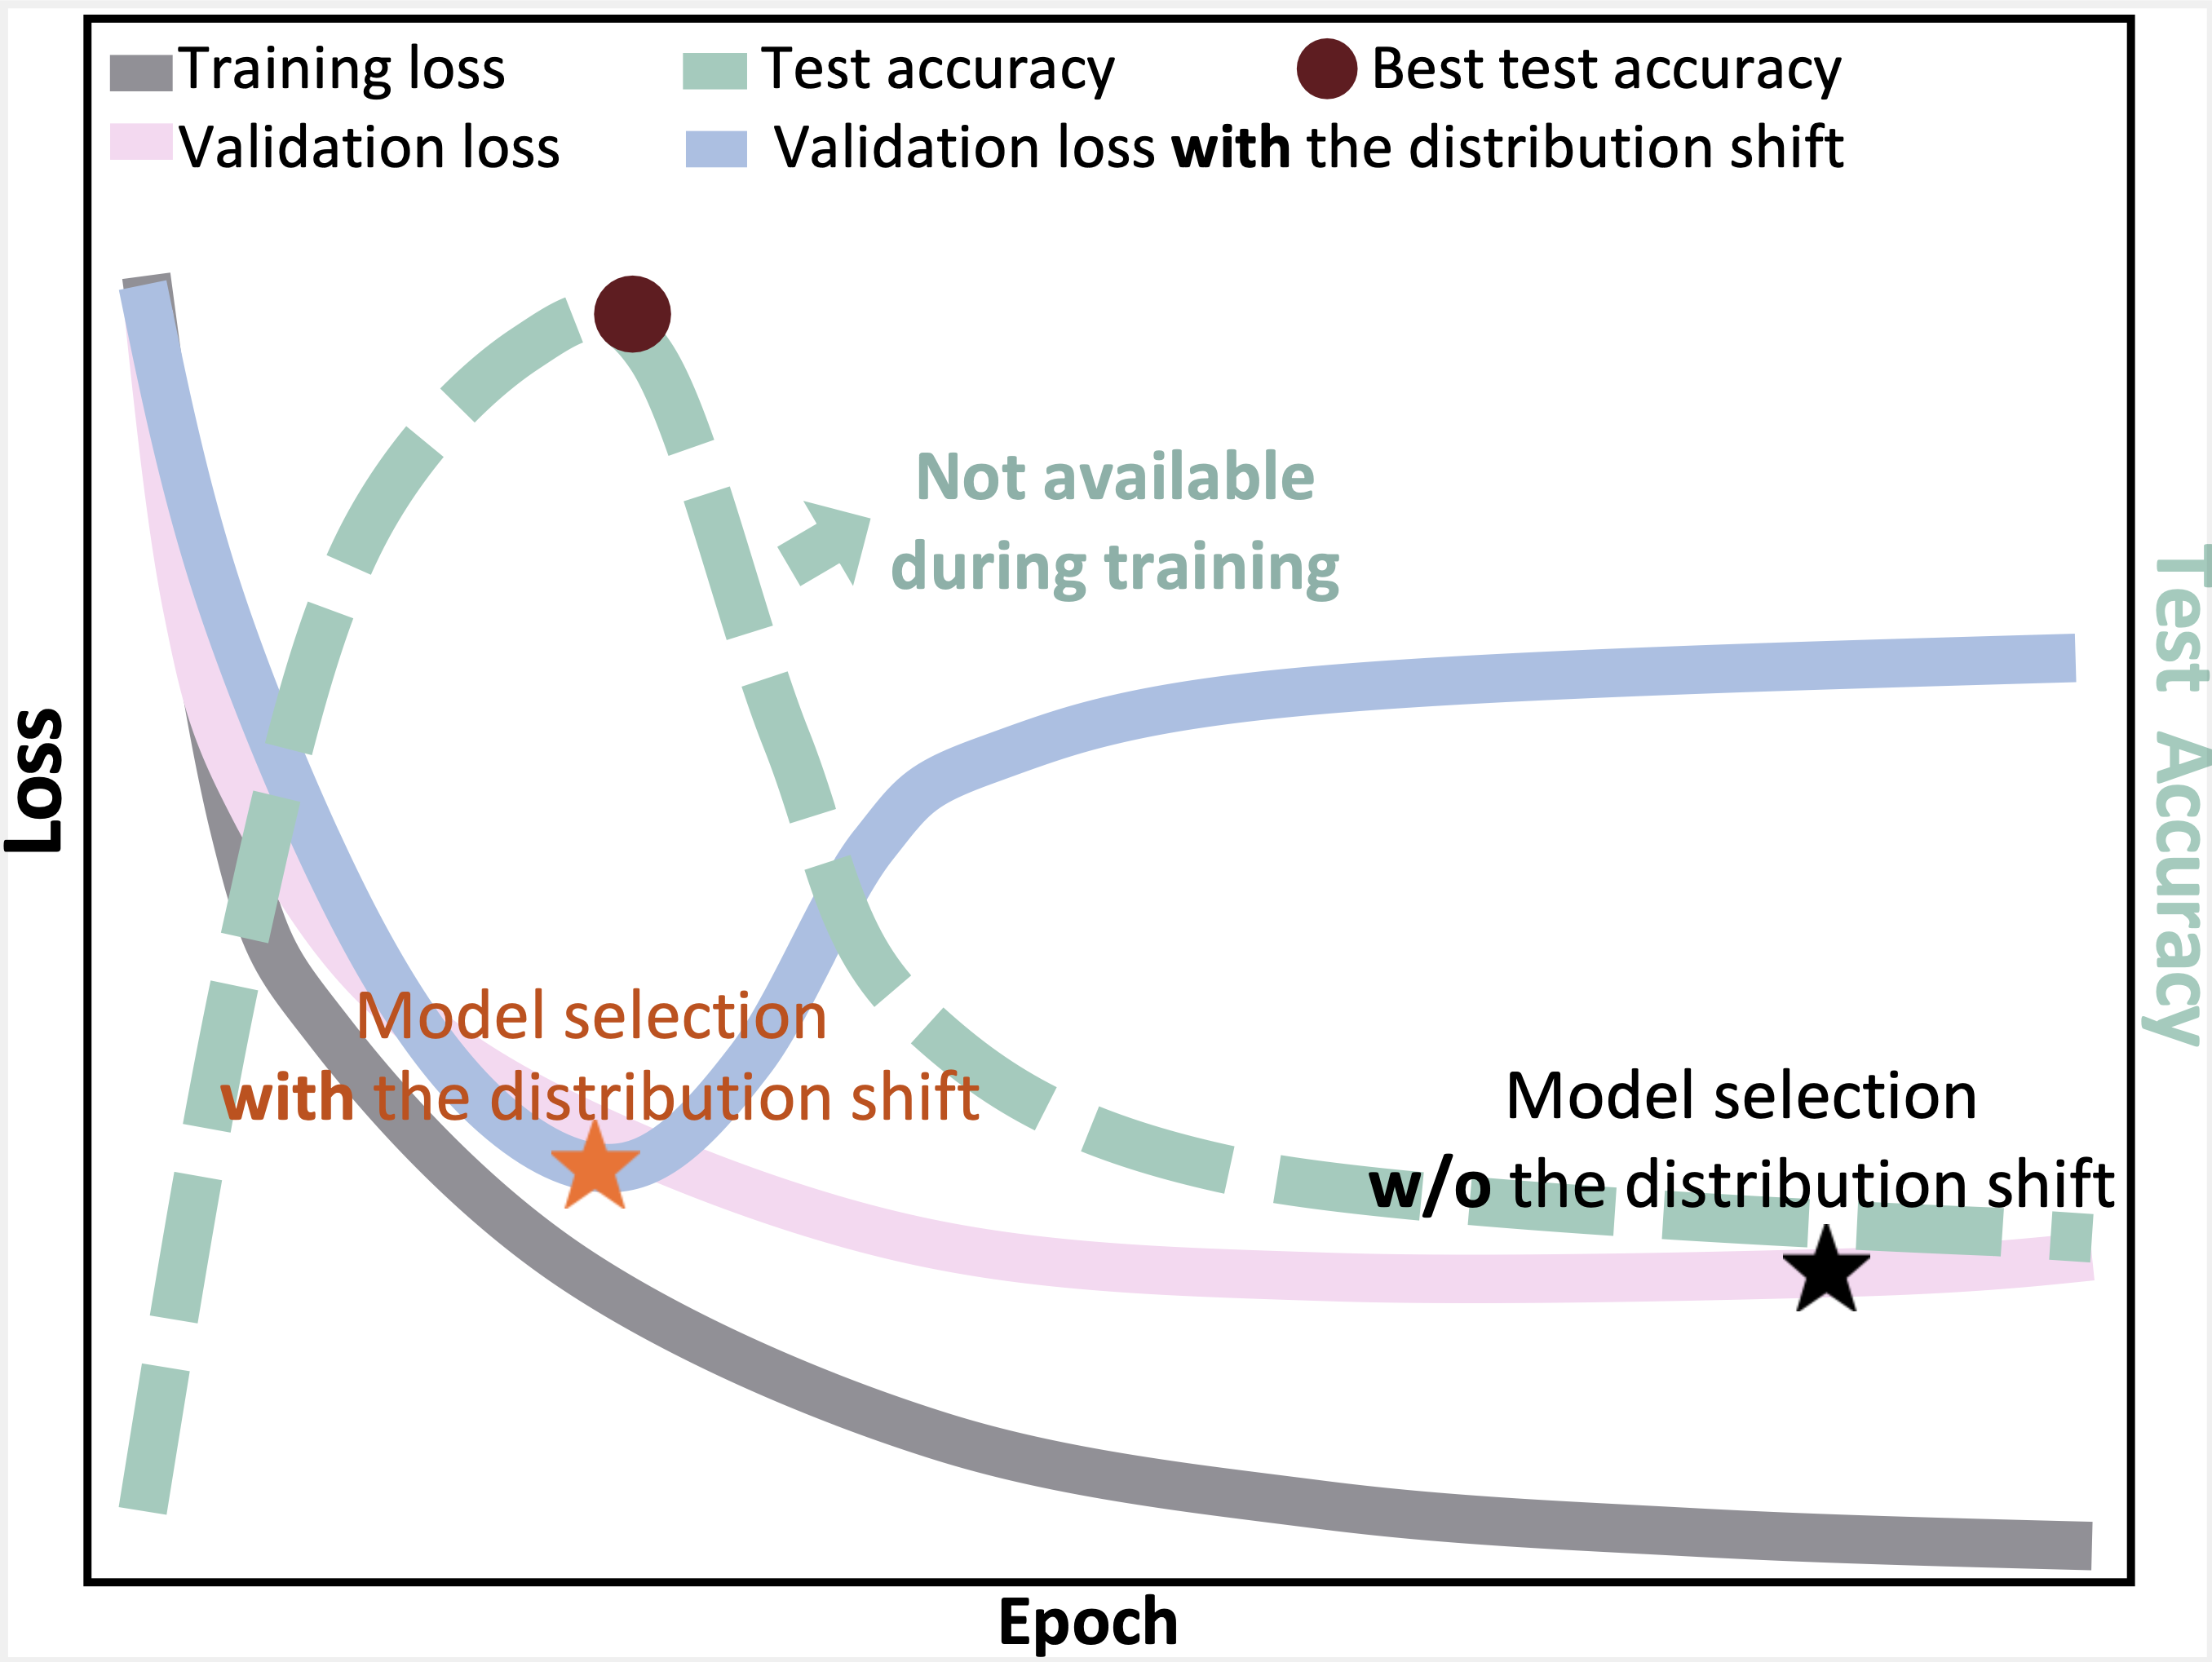 Training loss
Test accuracy
Best test accuracy
Validation loss
Validation loss with the distribution shift
Not available
during training
Loss
Test Accuracy
Model selection
with the distribution shift
Model selection
w/o the distribution shift
Epoch